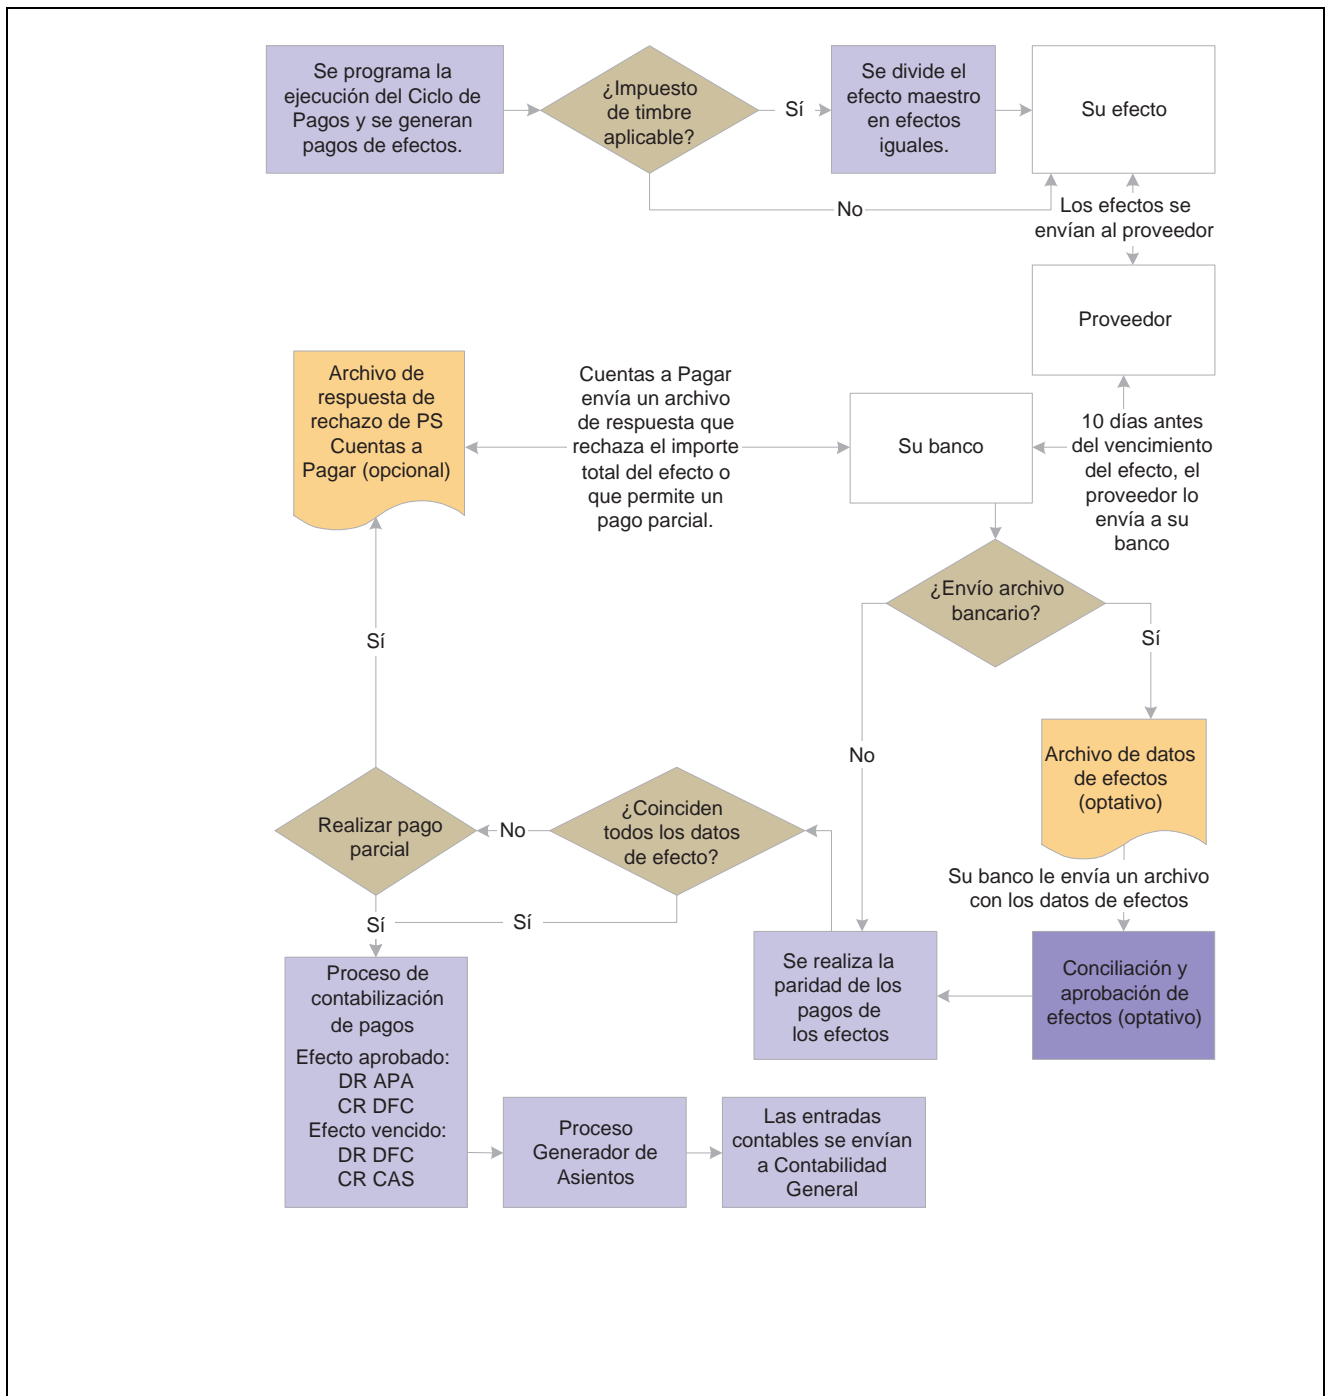 Se programa la
ejecución del Ciclo de
Pagos y se generan
pagos de efectos.
¿Impuesto
de timbre
aplicable?
Sí
Se divide el
efecto maestro
en efectos
iguales.
Su efecto
No
Los efectos se
envían al proveedor
Proveedor
Archivo de
respuesta de
rechazo de PS
Cuentas a
Pagar (opcional)
Cuentas a Pagar
envía un archivo
de respuesta que
rechaza el importe
total del efecto o
que permite un
pago parcial.
Su banco
10 días antes
del vencimiento
del efecto, el
proveedor lo
envía a su
banco
¿Envío archivo
bancario?
Sí
Sí
No
Archivo de datos
de efectos
(optativo)
Realizar pago
parcial
No
¿Coinciden
todos los datos
de efecto?
Su banco le envía un archivo
con los datos de efectos
Sí
Sí
Proceso de
contabilización
de pagos
Efecto aprobado:
DR APA
CR DFC
Efecto vencido:
DR DFC
CR CAS
Se realiza la
paridad de los
pagos de
los efectos
Conciliación y
aprobación de
efectos (optativo)
Proceso
Generador de
Asientos
Las entradas
contables se envían
a Contabilidad
General